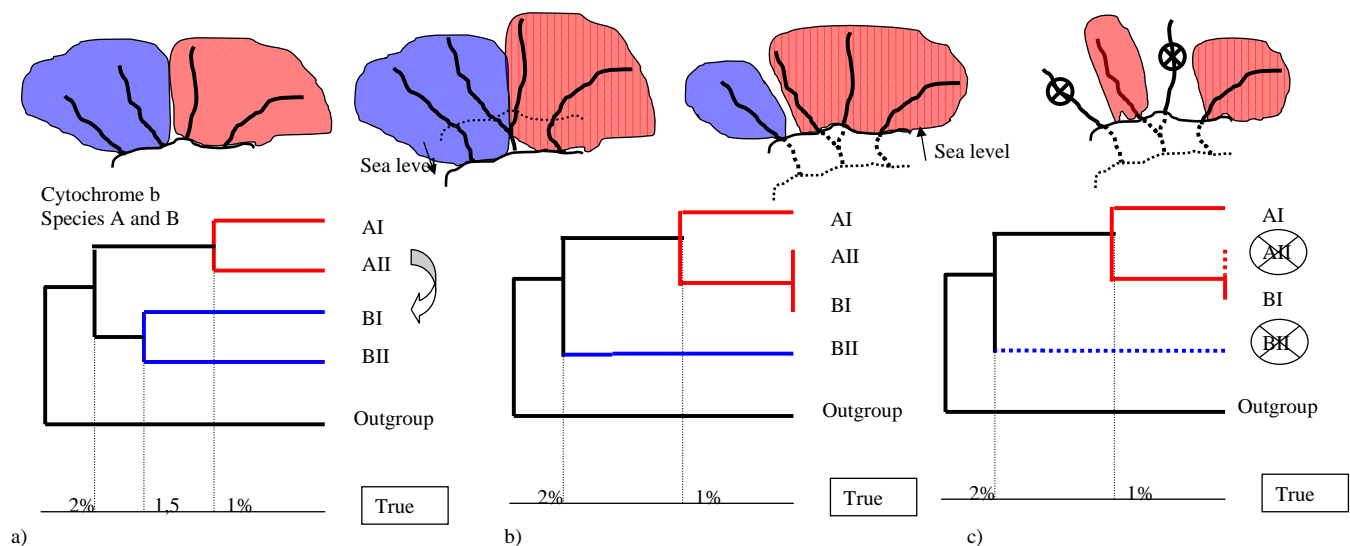 Sea level
Sea level
Cytochrome b
Species A and B
AI
AII
BI
BII
Outgroup
2%
1,5
1%
True
a)
AI
AII
BI
BII
Outgroup
2%
1%
True
b)
AI
AII
BI
BII
Outgroup
2%
1%
True
c)